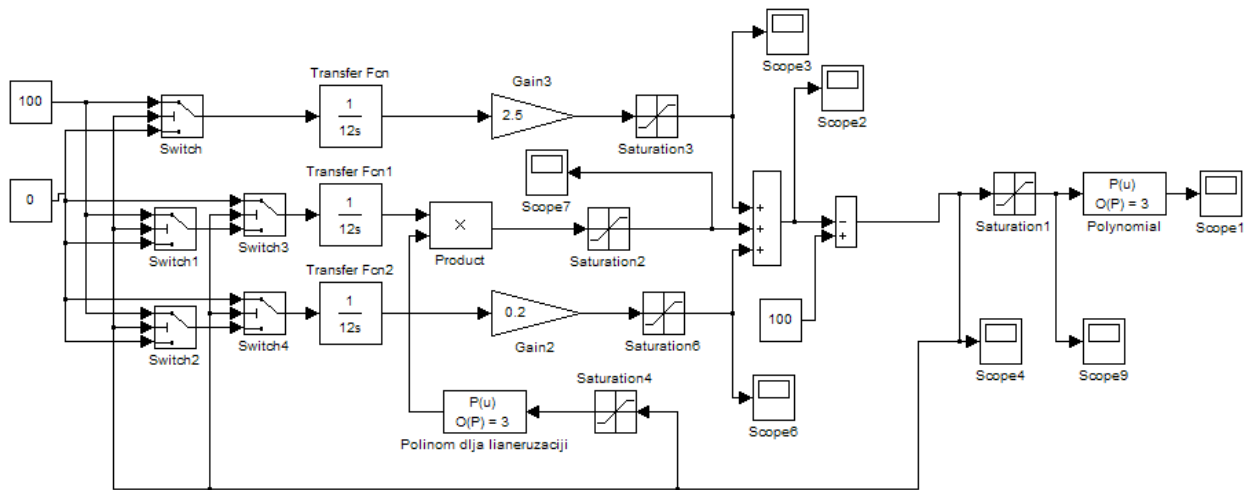 Scope3
Transfer Fcn
Gain3
100
1
12s
2.5
Scope2
Switch
Saturation3
0
Transfer Fcn1
1
12s
Scope7
×
+
+
+
−
+
P(u)
O(P) = 3
Scope1
Switch1
Switch3
Product
Saturation2
Saturation1
Polynomial
Transfer Fcn2
1
12s
0.2
100
Switch2
Switch4
Gain2
Saturation6
Scope4
Scope9
Saturation4
P(u)
O(P) = 3
Scope6
Polinom dlja lianeruzaciji